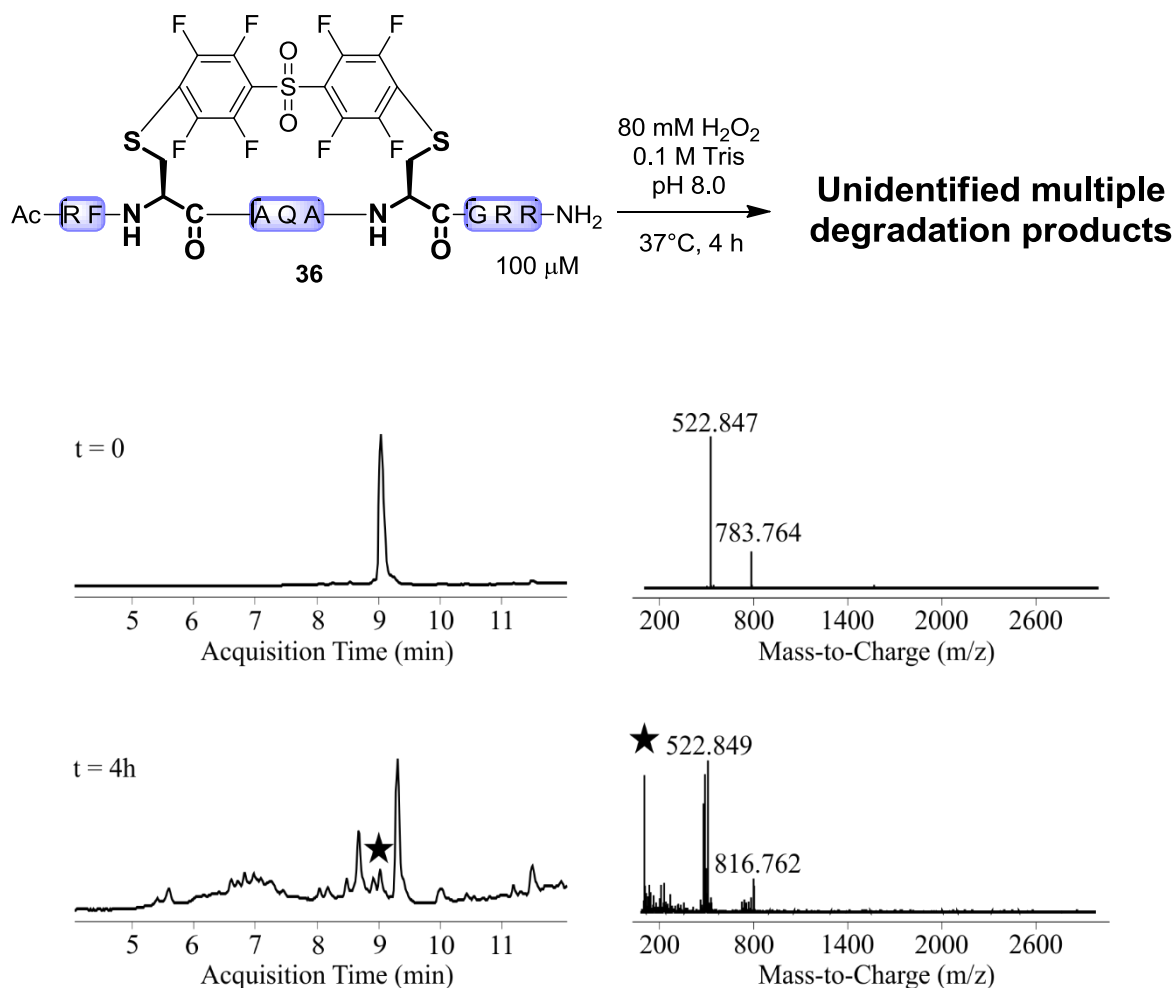 F F F F
O
S
O
S F F F F S
80 mM H₂O₂
0.1 M Tris
pH 8.0
37°C, 4 h
Unidentified multiple
degradation products
Ac R F N H O A Q A N H O G R R NH₂
36
100 μM
t = 0
5 6 7 8 9 10 11
Acquisition Time (min)
522.847
783.764
200 800 1400 2000 2600
Mass-to-Charge (m/z)
t = 4h
5 6 7 8 9 10 11
Acquisition Time (min)
522.849
816.762
200 800 1400 2000 2600
Mass-to-Charge (m/z)